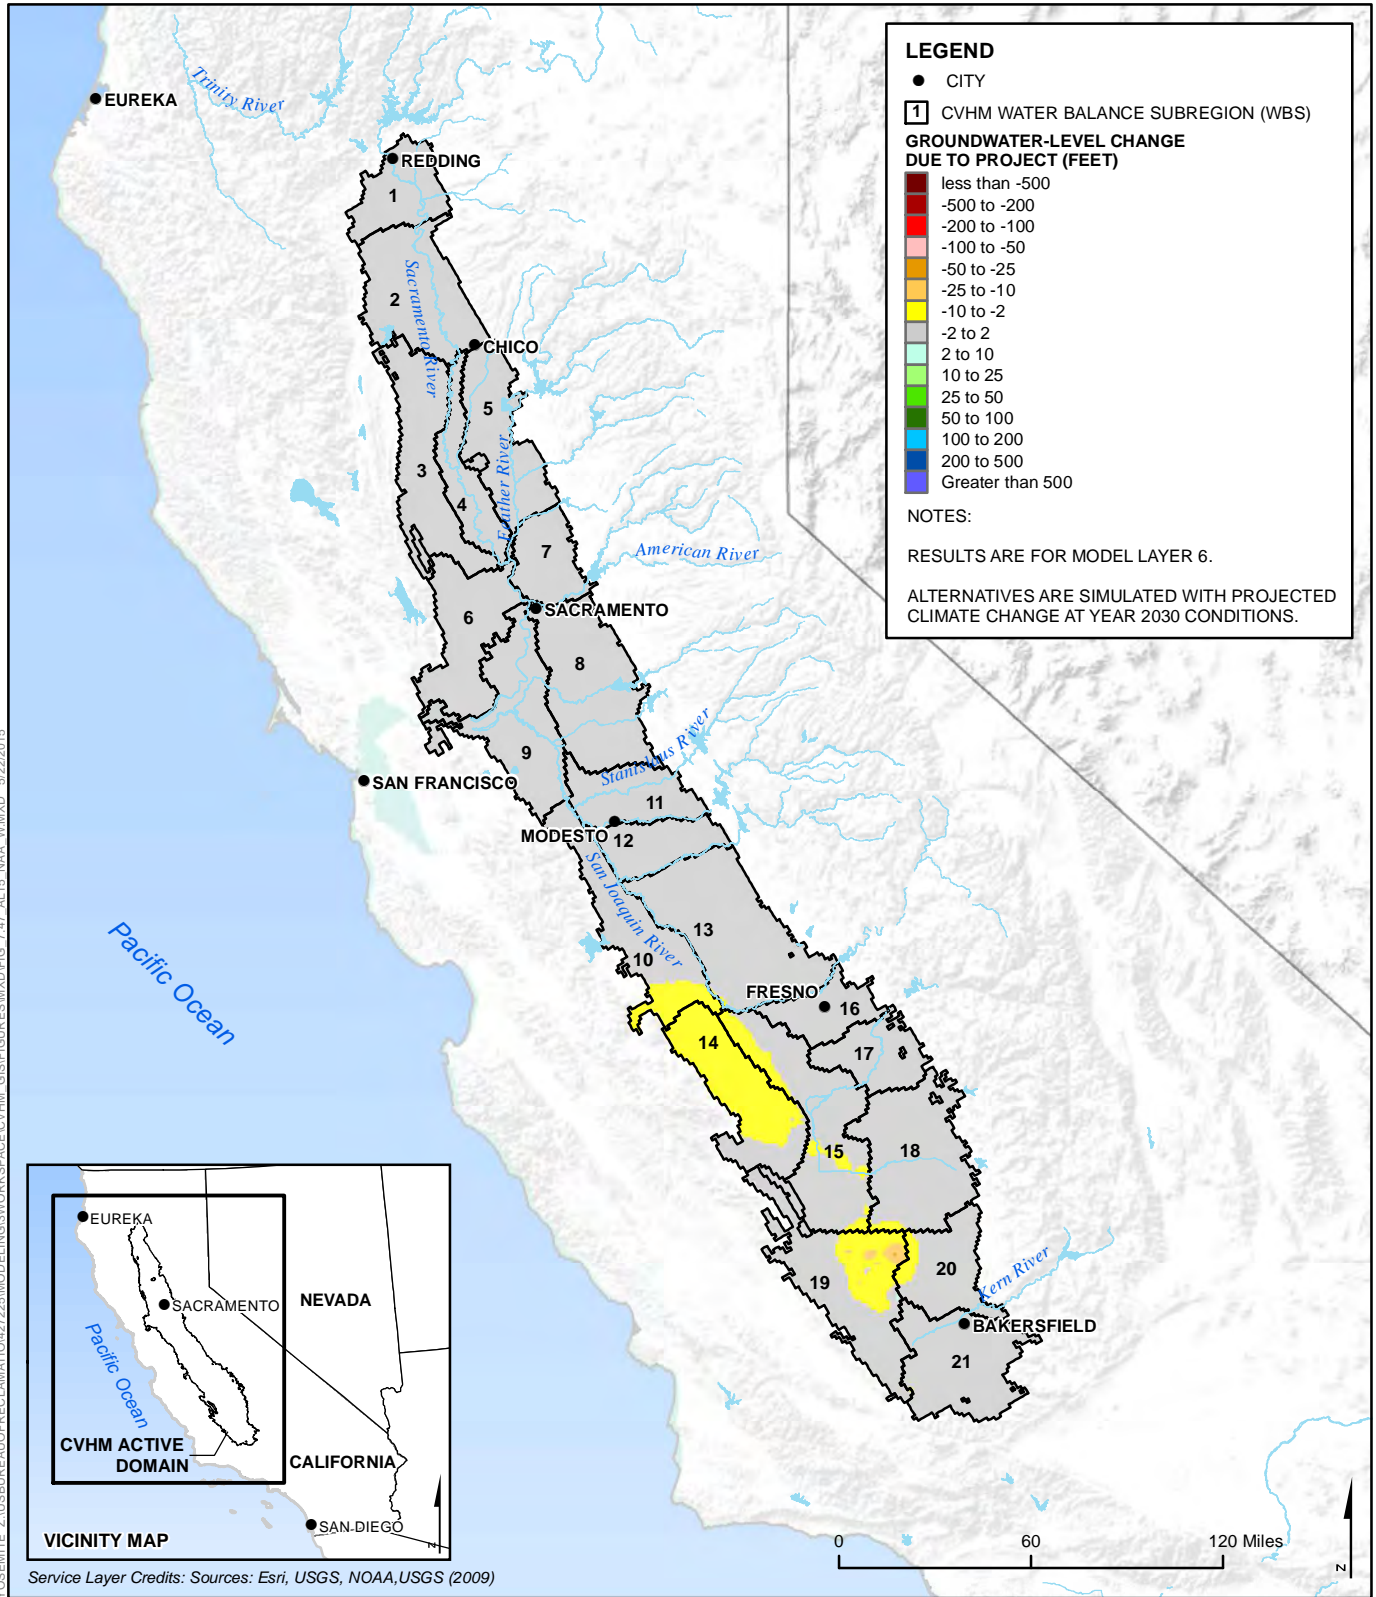 EUREKA
Trinity River
REDDING
1
2
Sacramento River
CHICO
5
3
4
Feather River
7
American River
SACRAMENTO
6
8
9
Stanislaus River
SAN FRANCISCO
11
MODESTO
12
San Joaquin River
13
10
Pacific Ocean
FRESNO
16
14
17
15
18
19
20
Kern River
BAKERSFIELD
21
LEGEND
CITY
1 CVHM WATER BALANCE SUBREGION (WBS)
GROUNDWATER-LEVEL CHANGE
DUE TO PROJECT (FEET)
less than -500
-500 to -200
-200 to -100
-100 to -50
-50 to -25
-25 to -10
-10 to -2
-2 to 2
2 to 10
10 to 25
25 to 50
50 to 100
100 to 200
200 to 500
Greater than 500
NOTES:
RESULTS ARE FOR MODEL LAYER 6.
ALTERNATIVES ARE SIMULATED WITH PROJECTED
CLIMATE CHANGE AT YEAR 2030 CONDITIONS.
EUREKA
SACRAMENTO
NEVADA
Pacific Ocean
CVHM ACTIVE
DOMAIN
CALIFORNIA
SAN DIEGO
VICINITY MAP
N
0 60 120 Miles
N
Service Layer Credits: Sources: Esri, USGS, NOAA,USGS (2009)